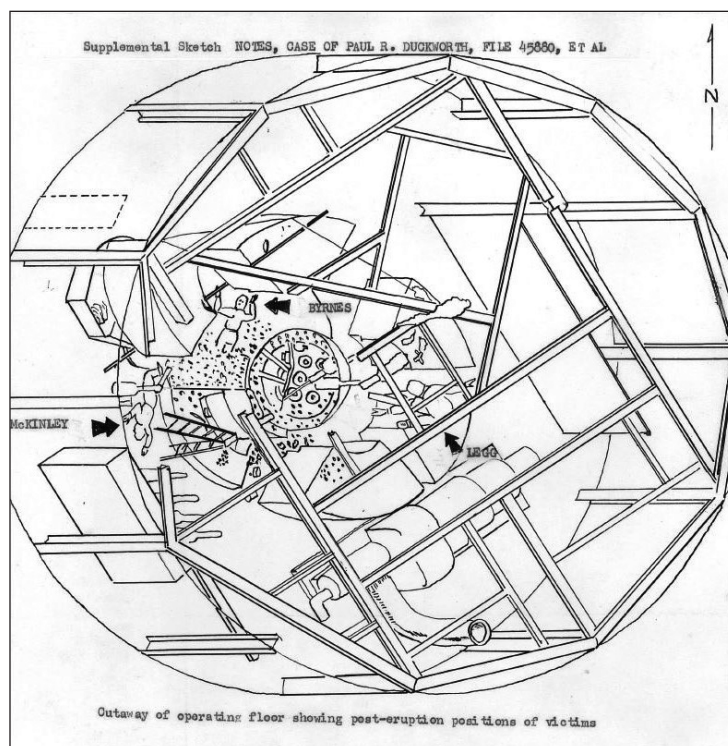 Supplemental Sketch NOTES, CASE OF PAUL R. DUCKWORTH, FILE 45880, ET AL
N
BYRNES
McKINLEY
LEGG
Cutaway of operating floor showing post-eruption positions of victims